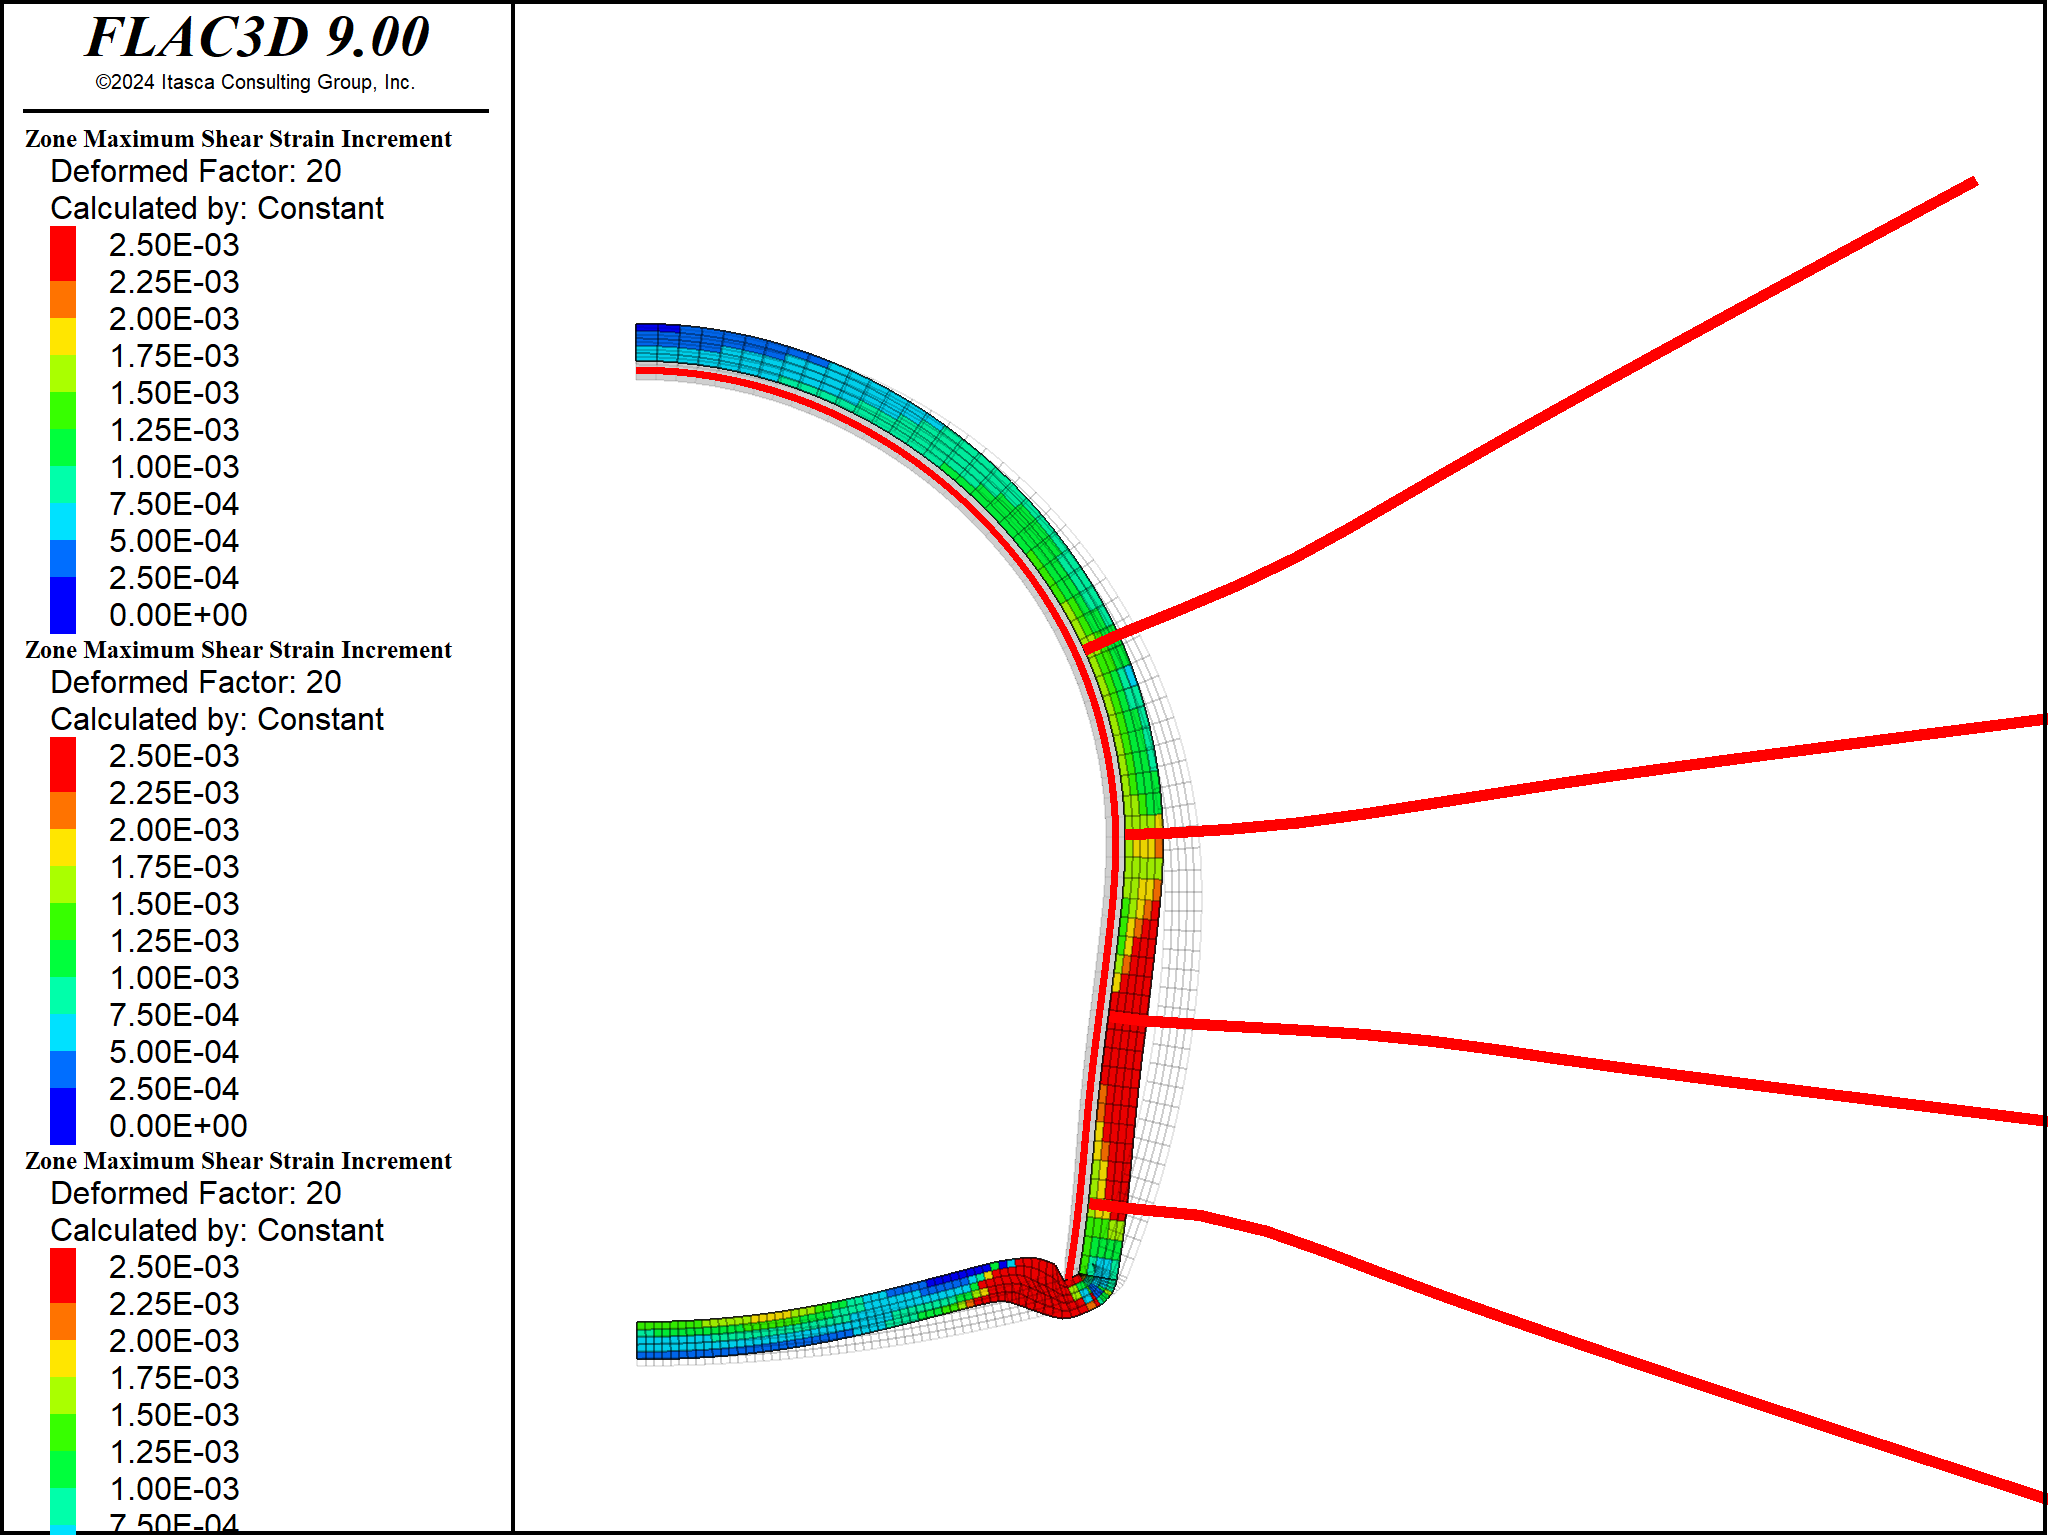 FLAC3D 9.00
©2024 Itasca Consulting Group, Inc.
Zone Maximum Shear Strain Increment
Deformed Factor: 20
Calculated by: Constant
2.50E-03
2.25E-03
2.00E-03
1.75E-03
1.50E-03
1.25E-03
1.00E-03
7.50E-04
5.00E-04
2.50E-04
0.00E+00
Zone Maximum Shear Strain Increment
Deformed Factor: 20
Calculated by: Constant
2.50E-03
2.25E-03
2.00E-03
1.75E-03
1.50E-03
1.25E-03
1.00E-03
7.50E-04
5.00E-04
2.50E-04
0.00E+00
Zone Maximum Shear Strain Increment
Deformed Factor: 20
Calculated by: Constant
2.50E-03
2.25E-03
2.00E-03
1.75E-03
1.50E-03
1.25E-03
1.00E-03
7.50E-04